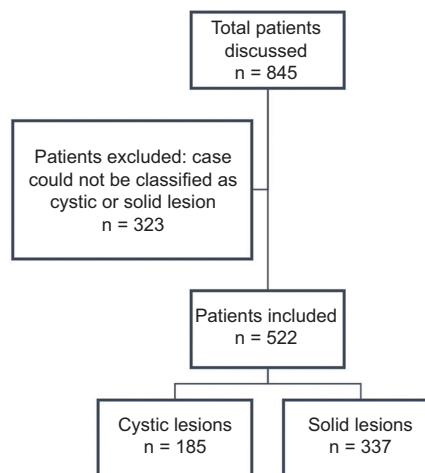 Total patients
discussed
n = 845
Patients excluded: case
could not be classified as
cystic or solid lesion
n = 323
Patients included
n = 522
Cystic lesions
n = 185
Solid lesions
n = 337